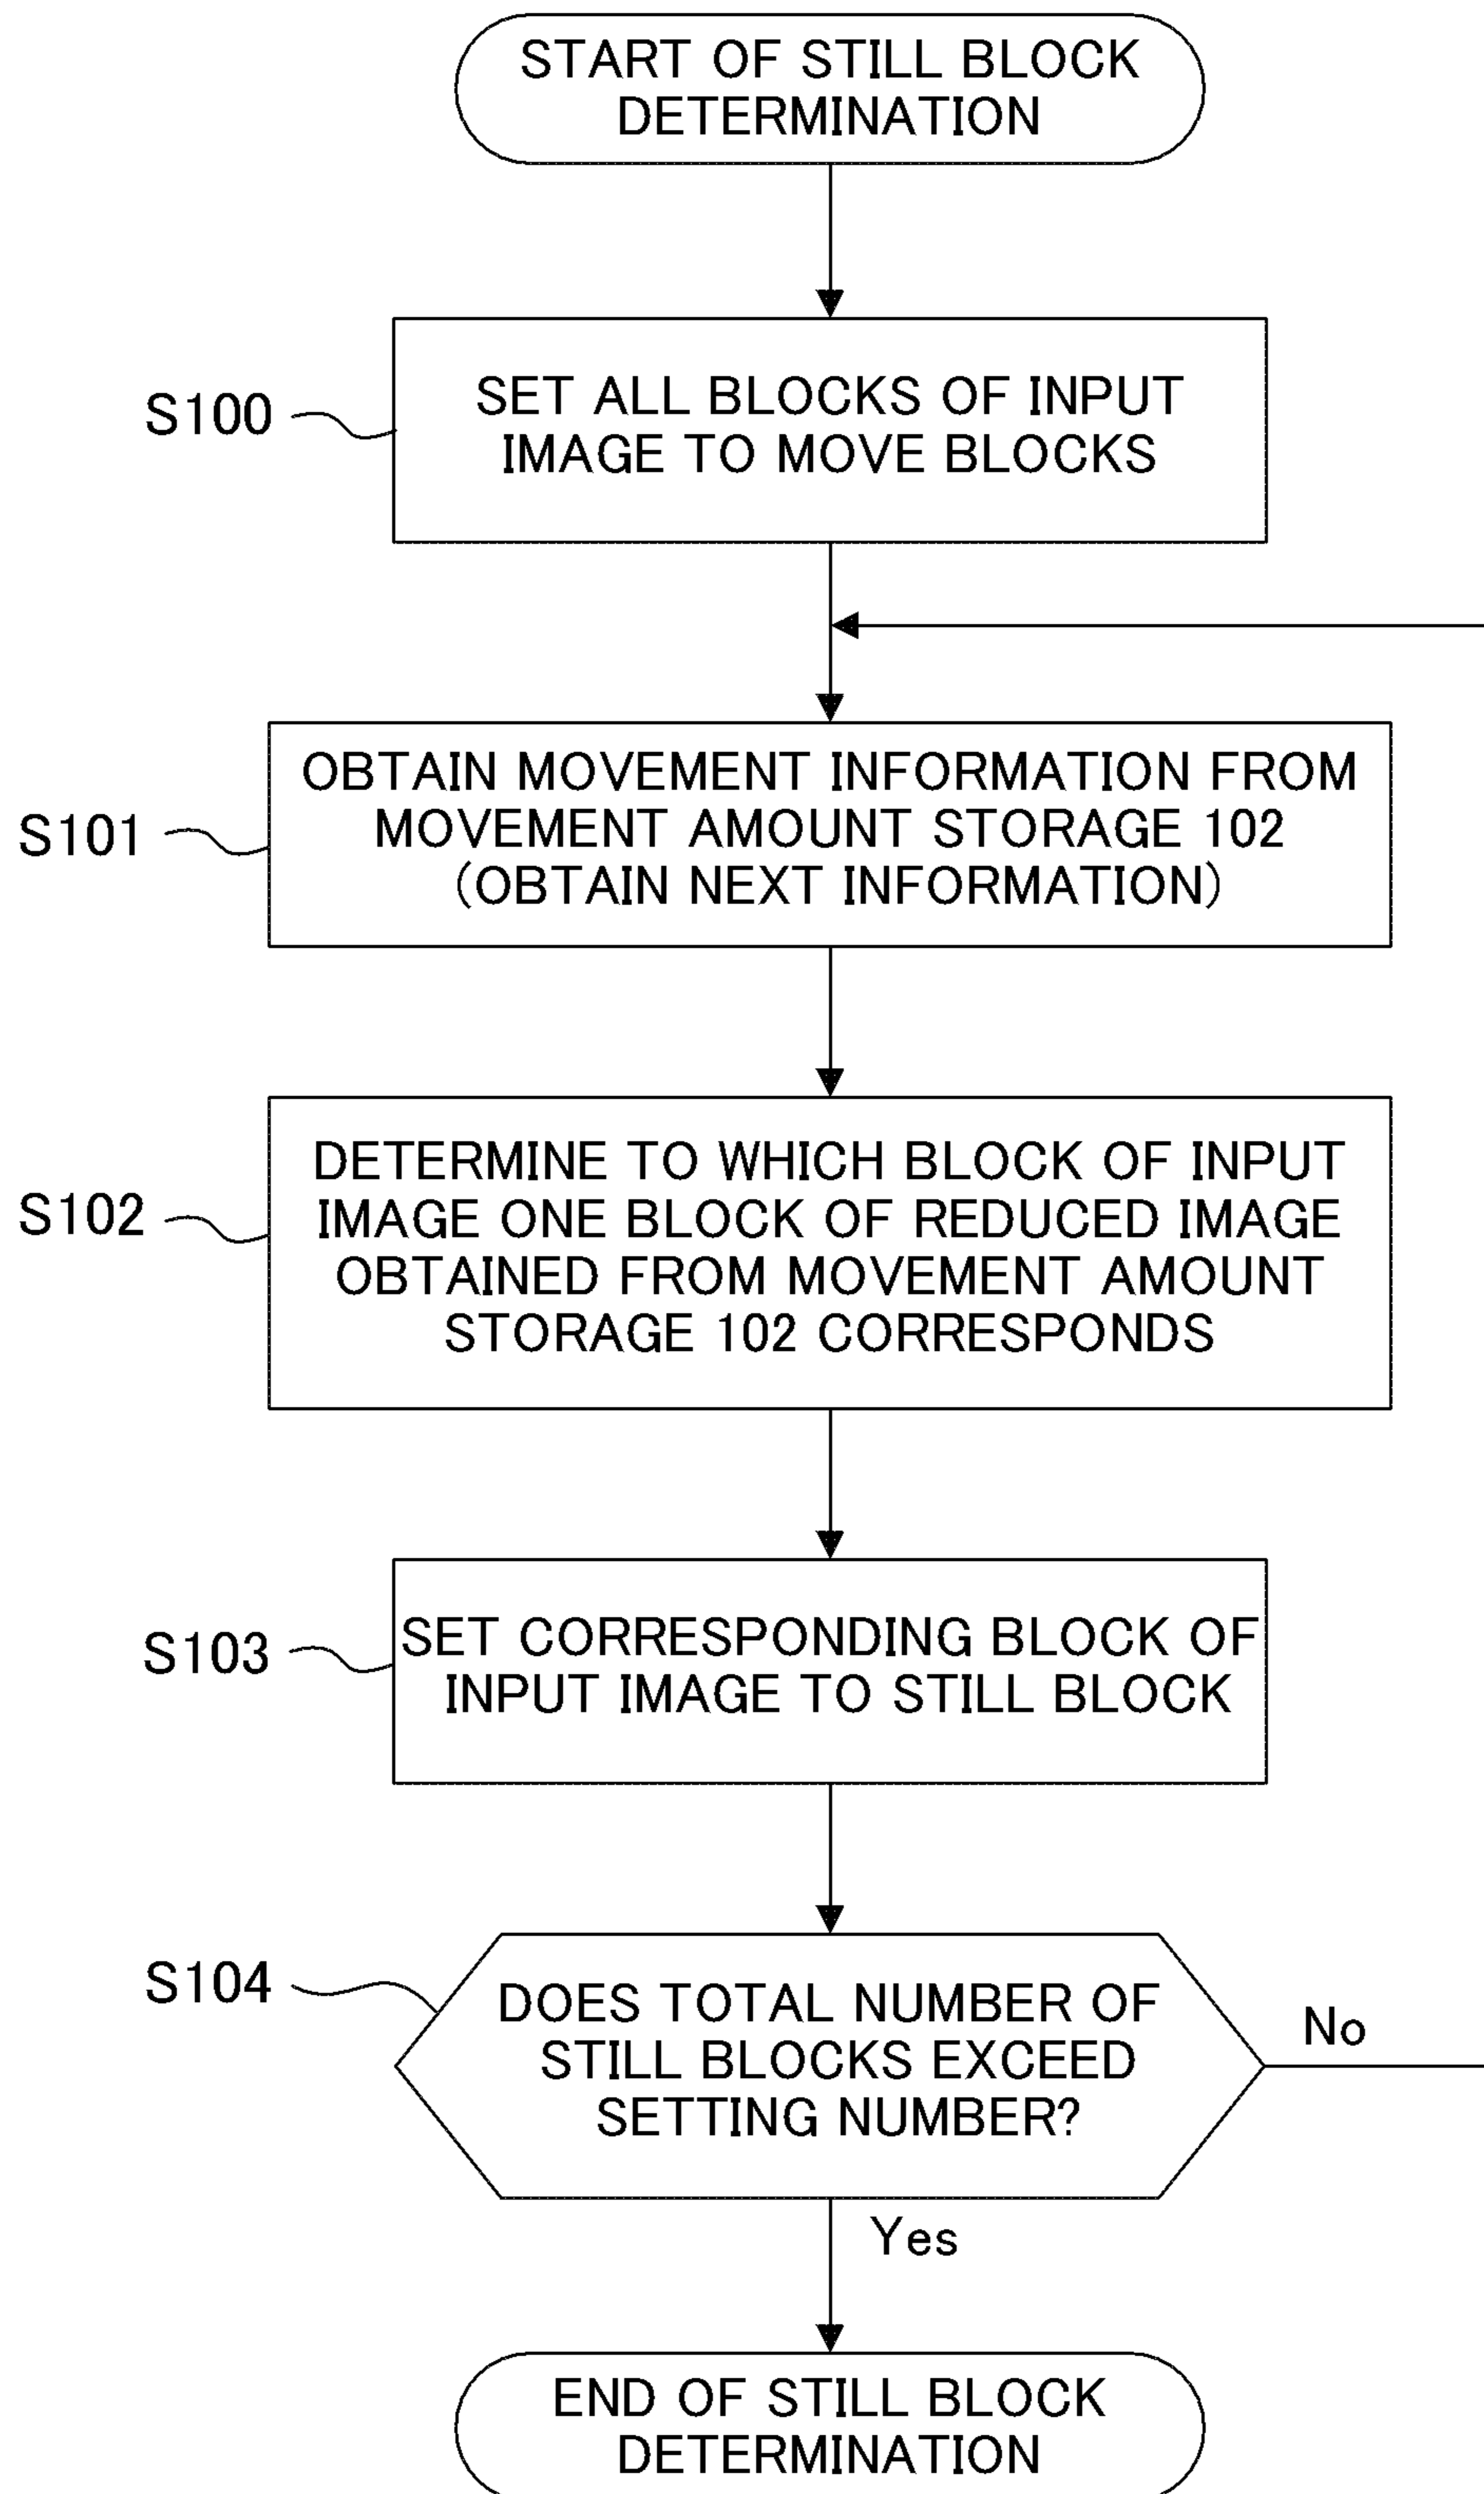 START OF STILL BLOCK
DETERMINATION
S100
SET ALL BLOCKS OF INPUT
IMAGE TO MOVE BLOCKS
S101
OBTAIN MOVEMENT INFORMATION FROM
MOVEMENT AMOUNT STORAGE 102
(OBTAIN NEXT INFORMATION)
S102
DETERMINE TO WHICH BLOCK OF INPUT
IMAGE ONE BLOCK OF REDUCED IMAGE
OBTAINED FROM MOVEMENT AMOUNT
STORAGE 102 CORRESPONDS
S103
SET CORRESPONDING BLOCK OF
INPUT IMAGE TO STILL BLOCK
S104
DOES TOTAL NUMBER OF
STILL BLOCKS EXCEED
SETTING NUMBER?
No
Yes
END OF STILL BLOCK
DETERMINATION